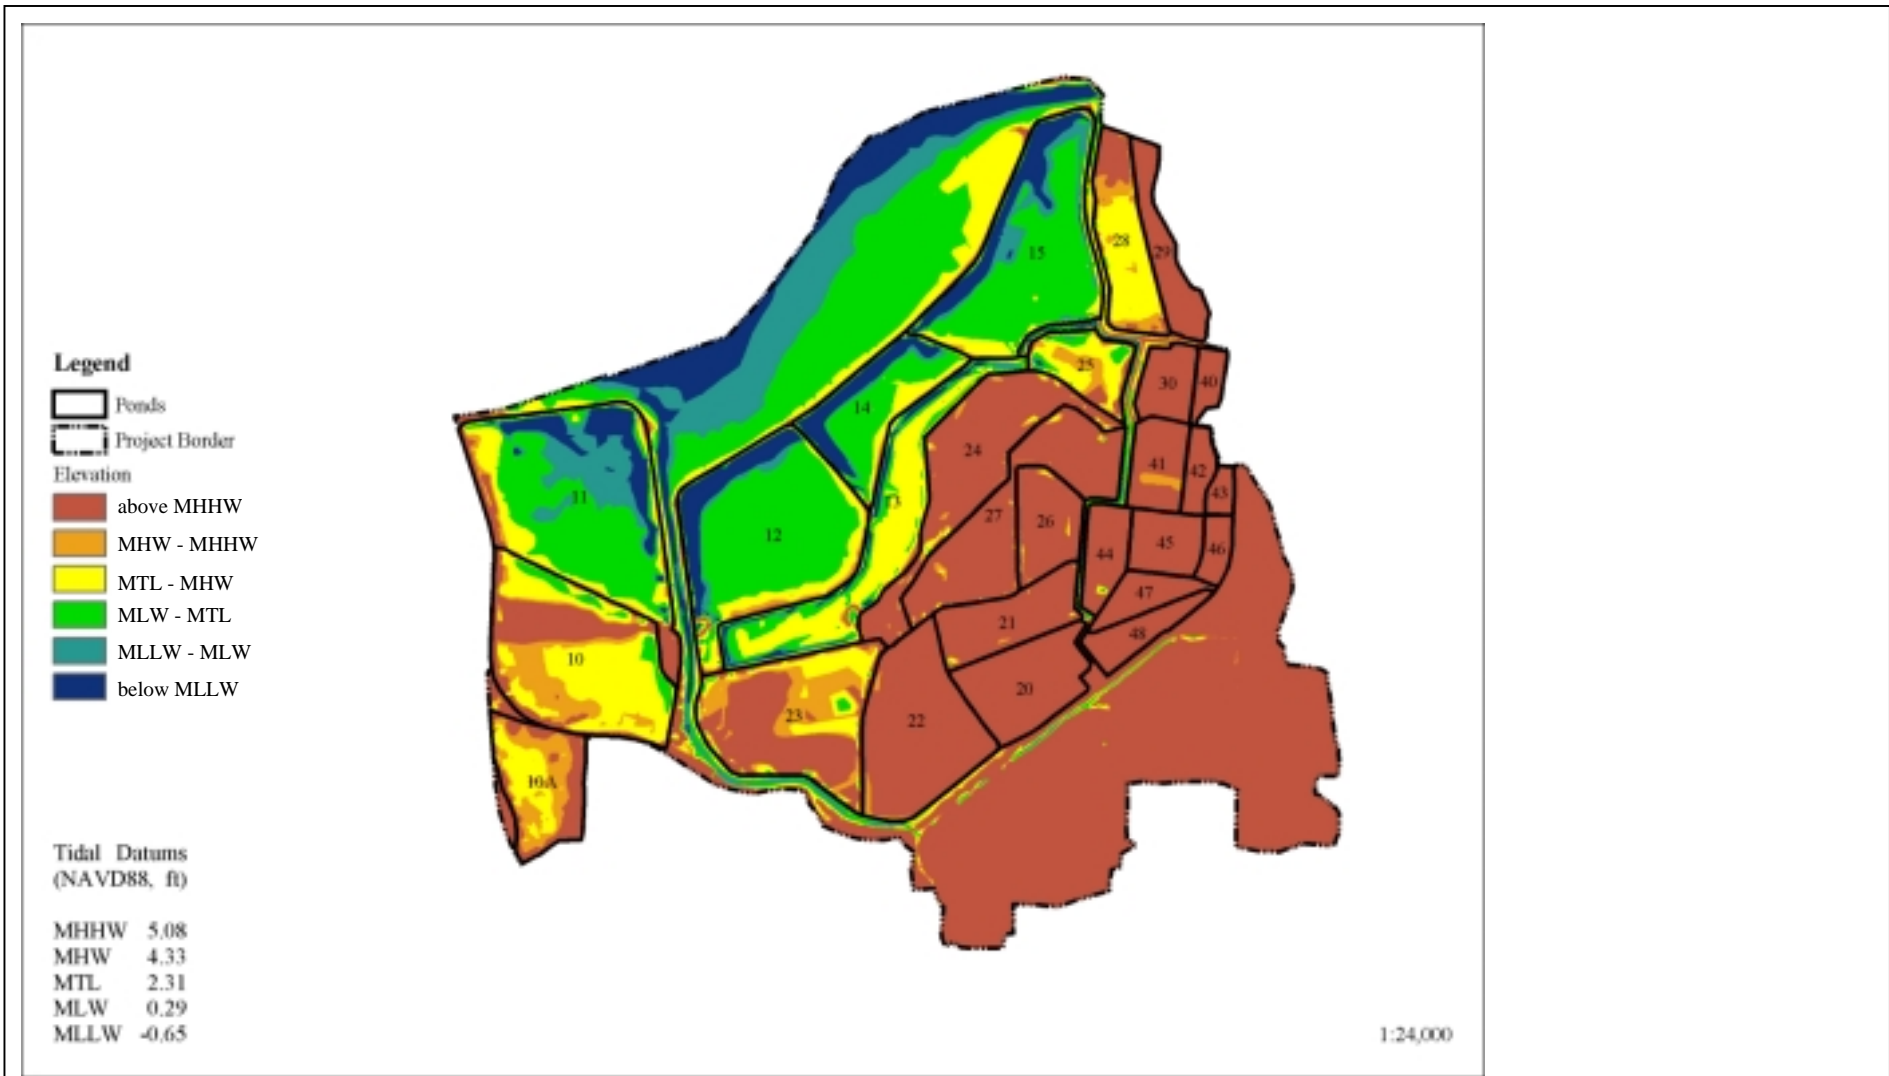 Legend
Ponds
Project Border
Elevation
above MHHW
MHW - MHHW
MTL - MHW
MLW - MTL
MLLW - MLW
below MLLW
Tidal Datums
(NAVD88, ft)
MHHW 5.08
MHW 4.33
MTL 2.31
MLW 0.29
MLLW -0.65
28
29
15
25
30
40
14
24
41
42
43
11
13
27
26
12
44
45
46
47
21
48
10
20
23
22
10A
1:24,000